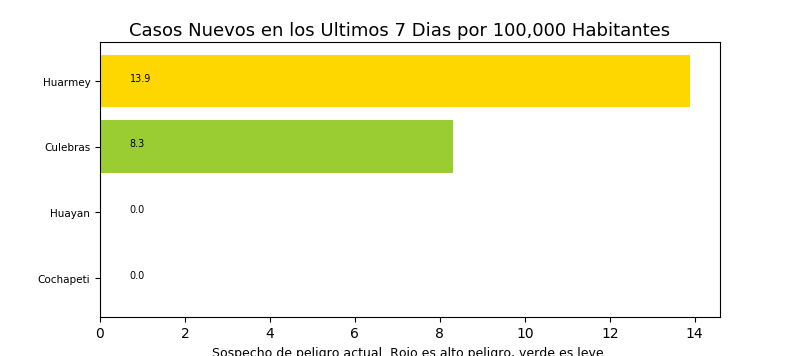 Casos Nuevos en los Ultimos 7 Dias por 100,000 Habitantes
Huarmey 13.9
Culebras 8.3
Huayan 0.0
Cochapeti 0.0
0 2 4 6 8 10 12 14
Sospecho de peligro actual. Rojo es alto peligro, verde es leve